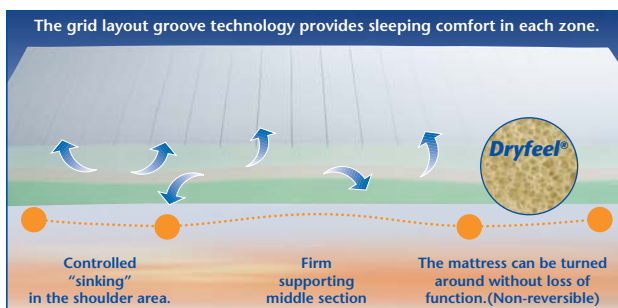 The grid layout groove technology provides sleeping comfort in each zone.
Dryfeel®
Controlled
"sinking"
in the shoulder area.
Firm
supporting
middle section
The mattress can be turned
around without loss of
function.(Non-reversible)